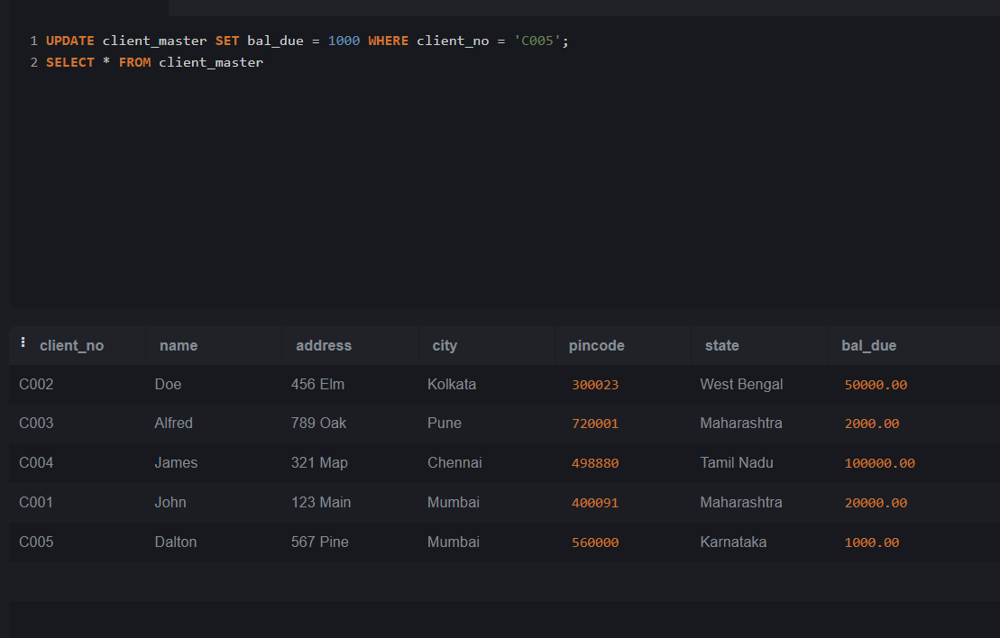 1 UPDATE client_master SET bal_due = 1000 WHERE client_no = 'C005';
2 SELECT * FROM client_master
client_no name address city pincode state bal_due
C002 Doe 456 Elm Kolkata 300023 West Bengal 50000.00
C003 Alfred 789 Oak Pune 720001 Maharashtra 2000.00
C004 James 321 Map Chennai 498880 Tamil Nadu 100000.00
C001 John 123 Main Mumbai 400091 Maharashtra 20000.00
C005 Dalton 567 Pine Mumbai 560000 Karnataka 1000.00